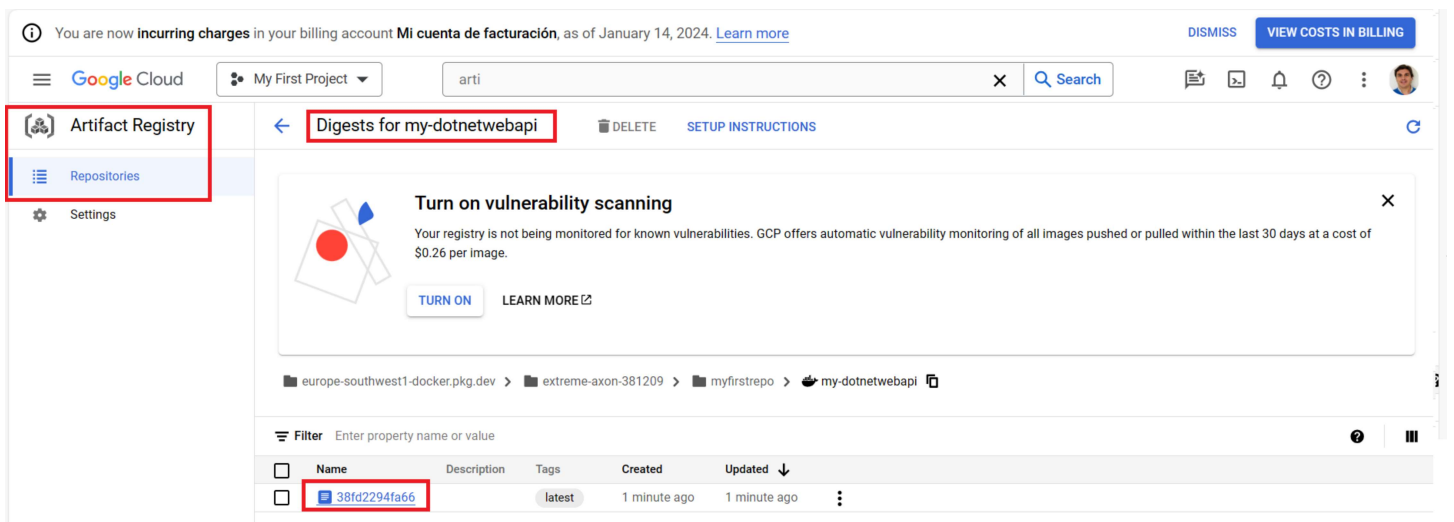 You are now incurring charges in your billing account Mi cuenta de facturación, as of January 14, 2024. Learn more
DISMISS
VIEW COSTS IN BILLING
Google Cloud
My First Project
arti
Search
Artifact Registry
Digests for my-dotnetwebapi
DELETE
SETUP INSTRUCTIONS
Repositories
Settings
Turn on vulnerability scanning
Your registry is not being monitored for known vulnerabilities. GCP offers automatic vulnerability monitoring of all images pushed or pulled within the last 30 days at a cost of
$0.26 per image.
TURN ON
LEARN MORE
europe-southwest1-docker.pkg.dev > extreme-axon-381209 > myfirstrepo > my-dotnetwebapi
Filter Enter property name or value
Name Description Tags Created Updated
38fd2294fa66 latest 1 minute ago 1 minute ago